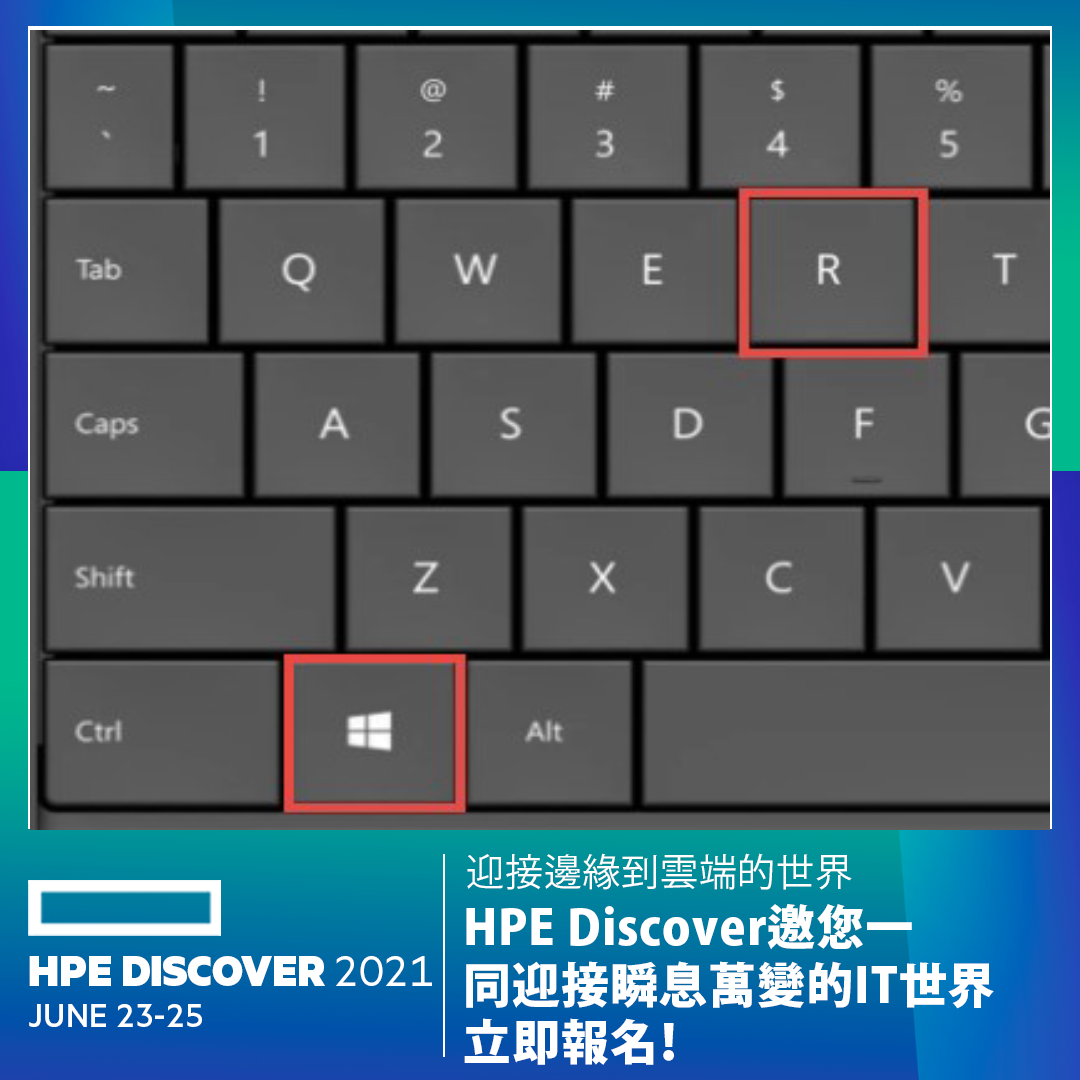 ~ ! @ # $ %
` 1 2 3 4 5
Tab Q W E R T
Caps A S D F G
Shift Z X C V
Ctrl Alt
迎接邊緣到雲端的世界
HPE Discover邀您一
同迎接瞬息萬變的IT世界
立即報名!
HPE DISCOVER 2021
JUNE 23-25